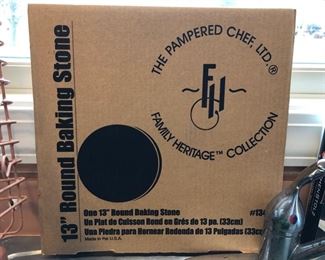 13" Round Baking Stone
THE PAMPERED CHEF, LTD.®
FH
FAMILY HERITAGE™ COLLECTION
One 13" Round Baking Stone
Un Plat de Cuisson Rond en Grès de 13 po. (33cm)
Una Piedra para Hornear Redonda de 13 Pulgadas (33cm)
Made in the U.S.A.